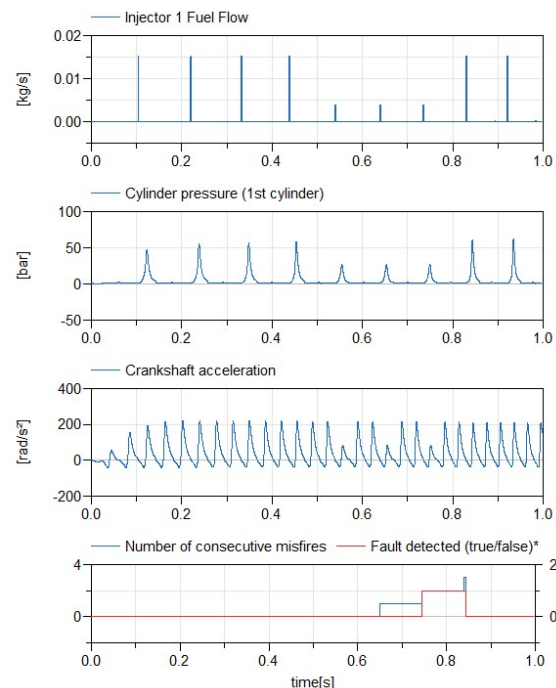 Injector 1 Fuel Flow
0.02
0.01
0.00
[kg/s]
0.0 0.2 0.4 0.6 0.8 1.0
Cylinder pressure (1st cylinder)
100
50
0
-50
[bar]
0.0 0.2 0.4 0.6 0.8 1.0
Crankshaft acceleration
400
200
0
-200
[rad/s²]
0.0 0.2 0.4 0.6 0.8 1.0
Number of consecutive misfires Fault detected (true/false)*
4 2
0 0
0.0 0.2 0.4 0.6 0.8 1.0
time[s]